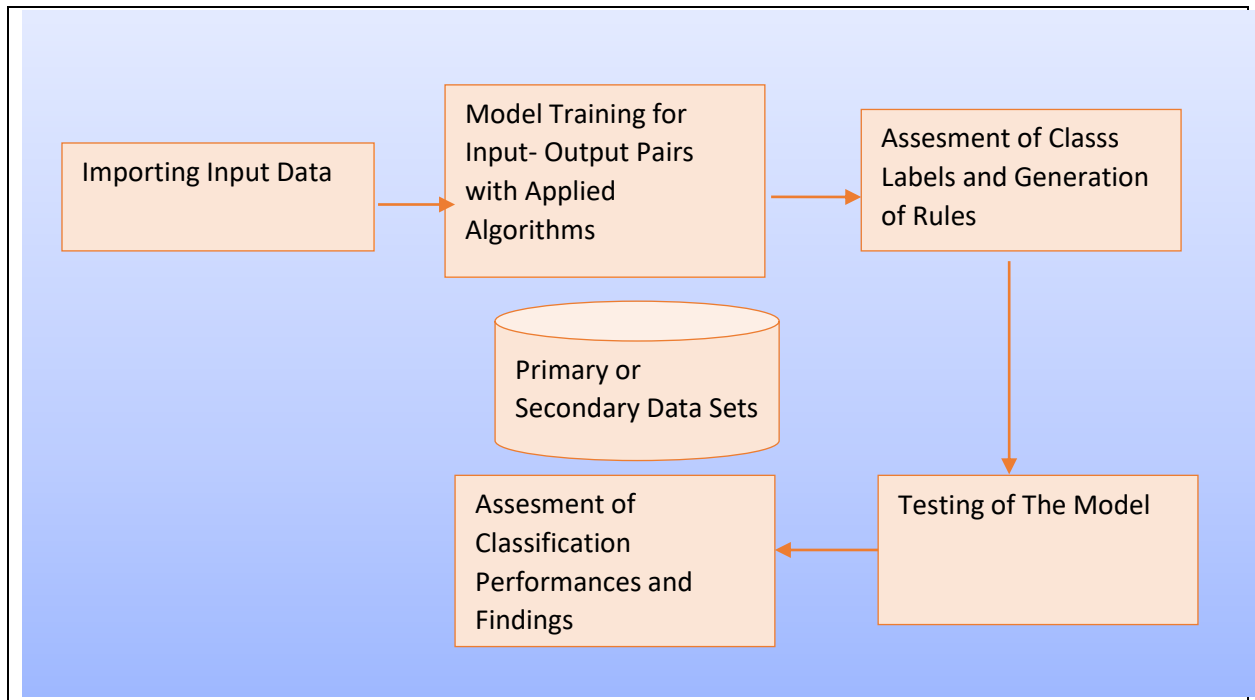 Importing Input Data
Model Training for
Input- Output Pairs
with Applied
Algorithms
Assesment of Classs
Labels and Generation
of Rules
Primary or
Secondary Data Sets
Testing of The Model
Assesment of
Classification
Performances and
Findings